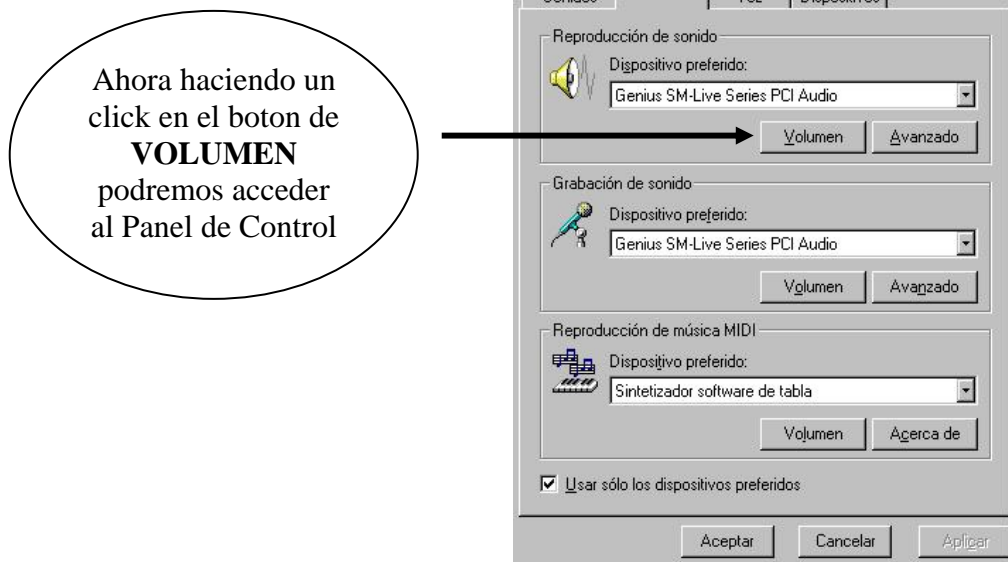 Ahora haciendo un
click en el boton de
VOLUMEN
podremos acceder
al Panel de Control
Sonidos Voz Dispositivos
Reproducción de sonido
Dispositivo preferido:
Genius SM-Live Series PCI Audio
Volumen Avanzado
Grabación de sonido
Dispositivo preferido:
Genius SM-Live Series PCI Audio
Volumen Avanzado
Reproducción de música MIDI
Dispositivo preferido:
Sintetizador software de tabla
Volumen Acerca de
Usar sólo los dispositivos preferidos
Aceptar Cancelar Aplicar